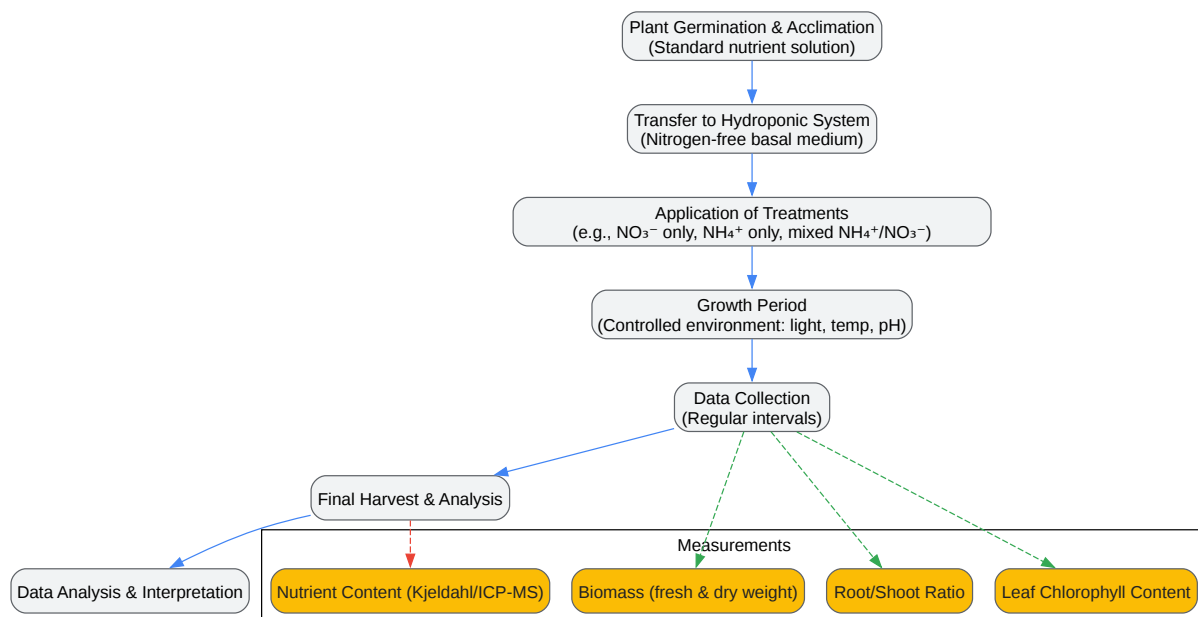 Plant Germination & Acclimation
(Standard nutrient solution)
Transfer to Hydroponic System
(Nitrogen-free basal medium)
Application of Treatments
(e.g., NO₃⁻ only, NH₄⁺ only, mixed NH₄⁺/NO₃⁻)
Growth Period
(Controlled environment: light, temp, pH)
Data Collection
(Regular intervals)
Final Harvest & Analysis
Measurements
Data Analysis & Interpretation
Nutrient Content (Kjeldahl/ICP-MS)
Biomass (fresh & dry weight)
Root/Shoot Ratio
Leaf Chlorophyll Content